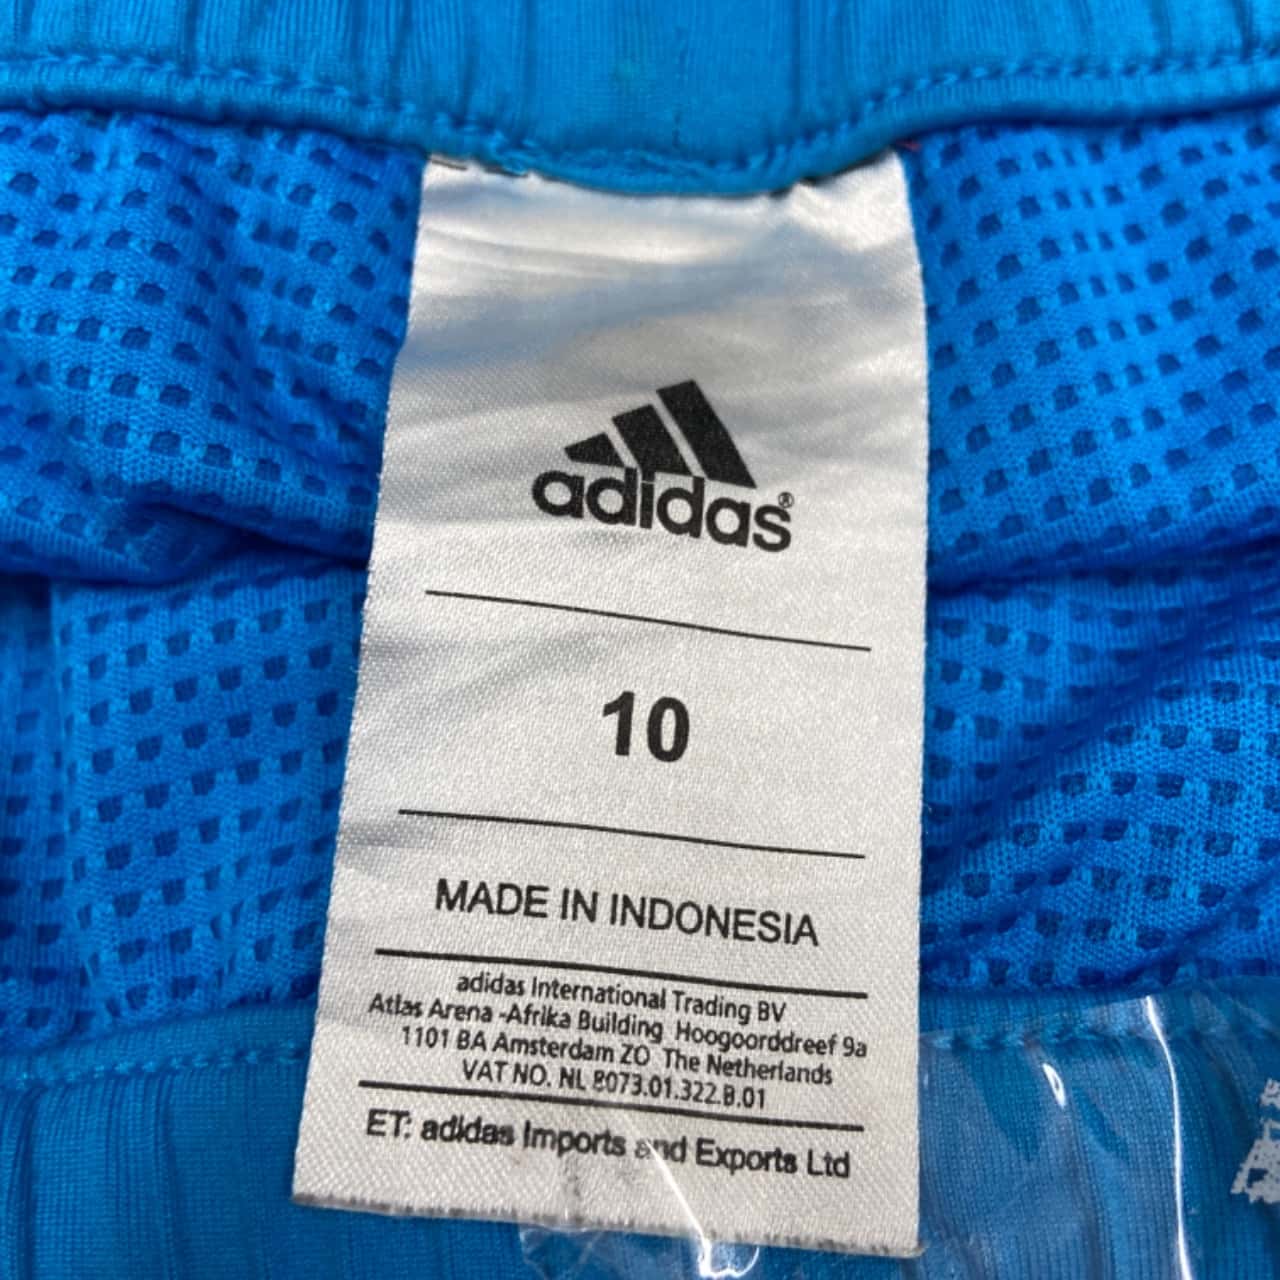 adidas®
10
MADE IN INDONESIA
adidas International Trading BV
Atlas Arena -Afrika Building Hoogoorddreef 9a
1101 BA Amsterdam ZO The Netherlands
VAT NO. NL 8073.01.322.B.01
ET: adidas Imports and Exports Ltd